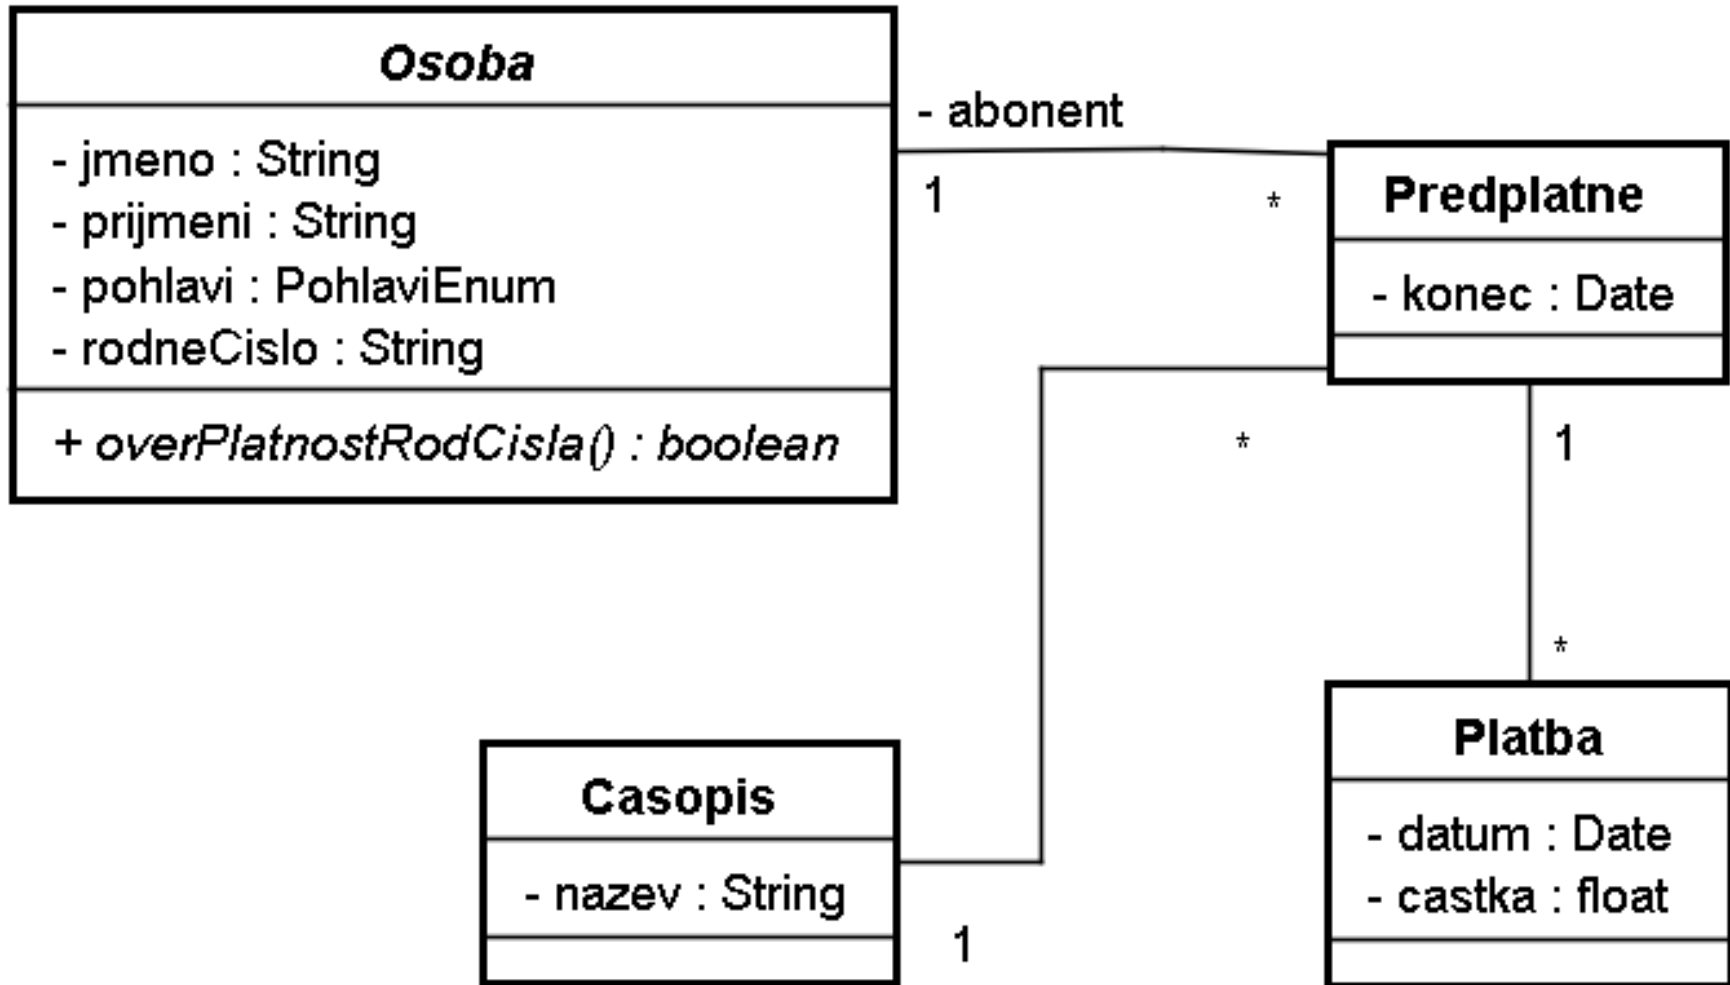 Osoba
- jmeno : String
- prijmeni : String
- pohlavi : PohlaviEnum
- rodneCislo : String
+ overPlatnostRodCisla() : boolean
- abonent
1
*
Predplatne
- konec : Date
*
1
*
Casopis
- nazev : String
1
Platba
- datum : Date
- castka : float